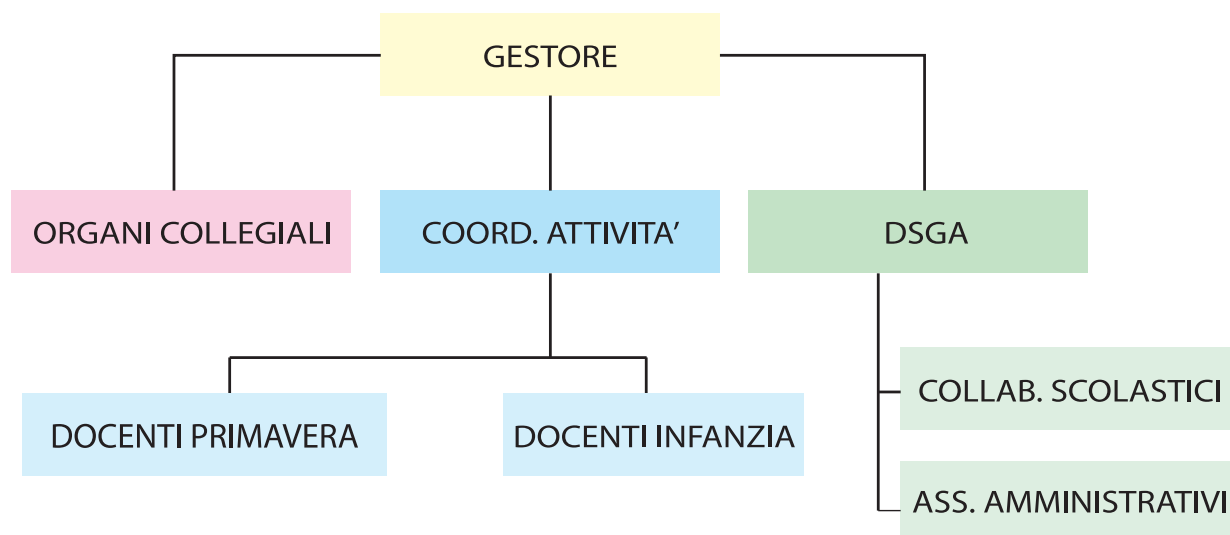 GESTORE
ORGANI COLLEGIALI
COORD. ATTIVITA’
DSGA
COLLAB. SCOLASTICI
DOCENTI PRIMAVERA
DOCENTI INFANZIA
ASS. AMMINISTRATIVI